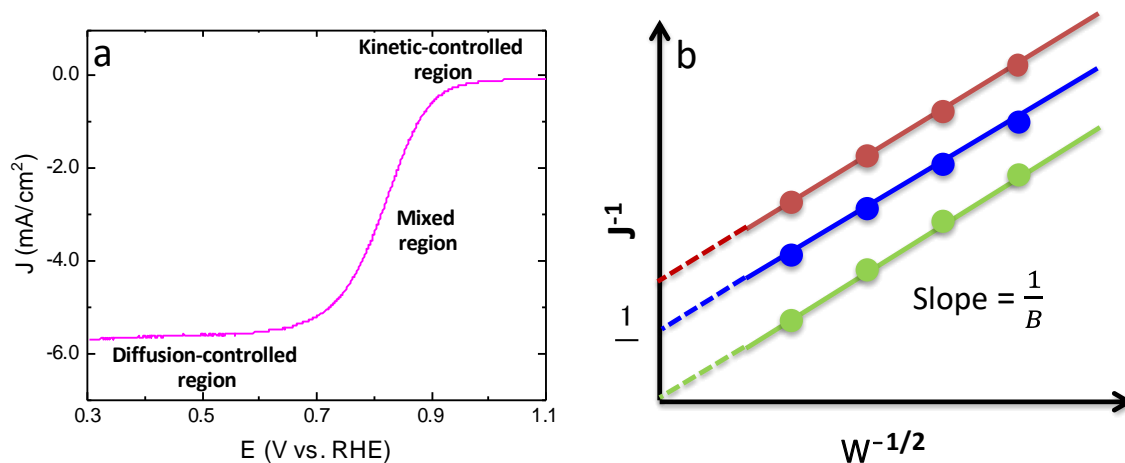 a
Kinetic-controlled
region
0.0
-2.0
Mixed
region
-4.0
-6.0
Diffusion-controlled
region
J (mA/cm²)
0.3
0.5
0.7
0.9
1.1
E (V vs. RHE)
b
J⁻¹
1
Slope = 1/B
W⁻¹/²